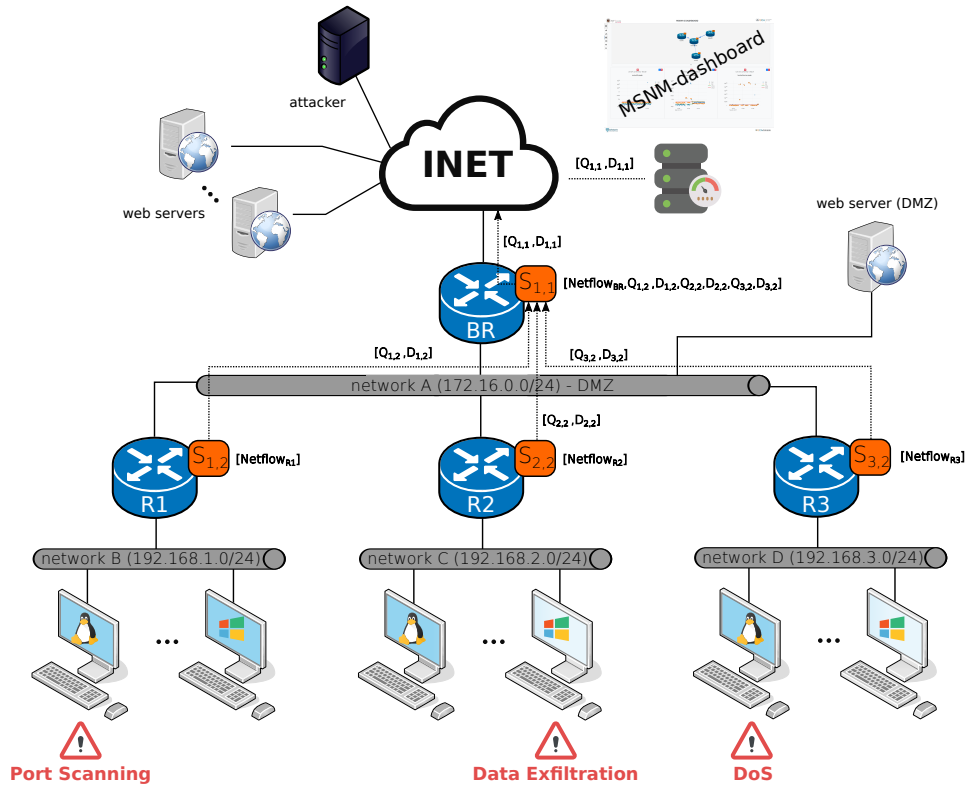 MSNM-dashboard
attacker
INET
[Q1,1 ,D1,1]
web servers
web server (DMZ)
[Q1,1 ,D1,1]
S1,1
[NetflowBR,Q1,2 ,D1,2,Q2,2 ,D2,2,Q3,2,D3,2]
BR
[Q1,2 ,D1,2]
[Q3,2 ,D3,2]
network A (172.16.0.0/24) - DMZ
[Q2,2 ,D2,2]
S1,2
[NetflowR1]
S2,2
[NetflowR2]
S3,2
[NetflowR3]
R1
R2
R3
network B (192.168.1.0/24)
network C (192.168.2.0/24)
network D (192.168.3.0/24)
...
...
...
Port Scanning
Data Exfiltration
DoS